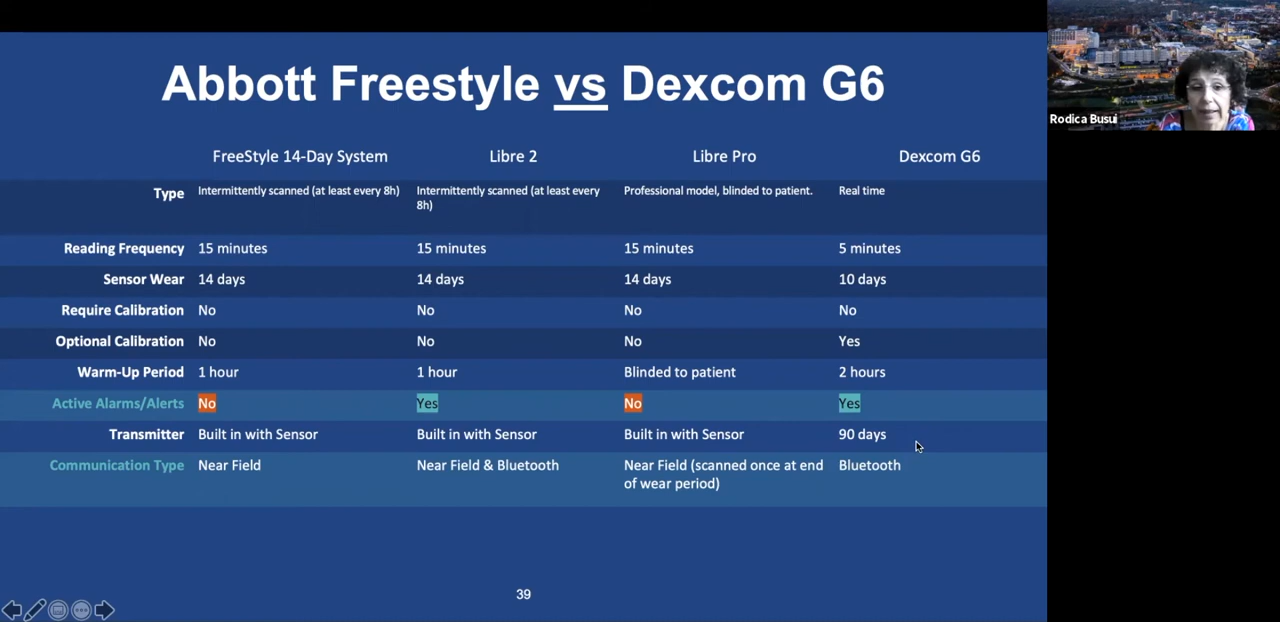 Abbott Freestyle vs Dexcom G6
Rodica Busui
FreeStyle 14-Day System Libre 2 Libre Pro Dexcom G6
Type Intermittently scanned (at least every 8h) Intermittently scanned (at least every 8h) Professional model, blinded to patient. Real time
Reading Frequency 15 minutes 15 minutes 15 minutes 5 minutes
Sensor Wear 14 days 14 days 14 days 10 days
Require Calibration No No No No
Optional Calibration No No No Yes
Warm-Up Period 1 hour 1 hour Blinded to patient 2 hours
Active Alarms/Alerts No Yes No Yes
Transmitter Built in with Sensor Built in with Sensor Built in with Sensor 90 days
Communication Type Near Field Near Field & Bluetooth Near Field (scanned once at end of wear period) Bluetooth
39